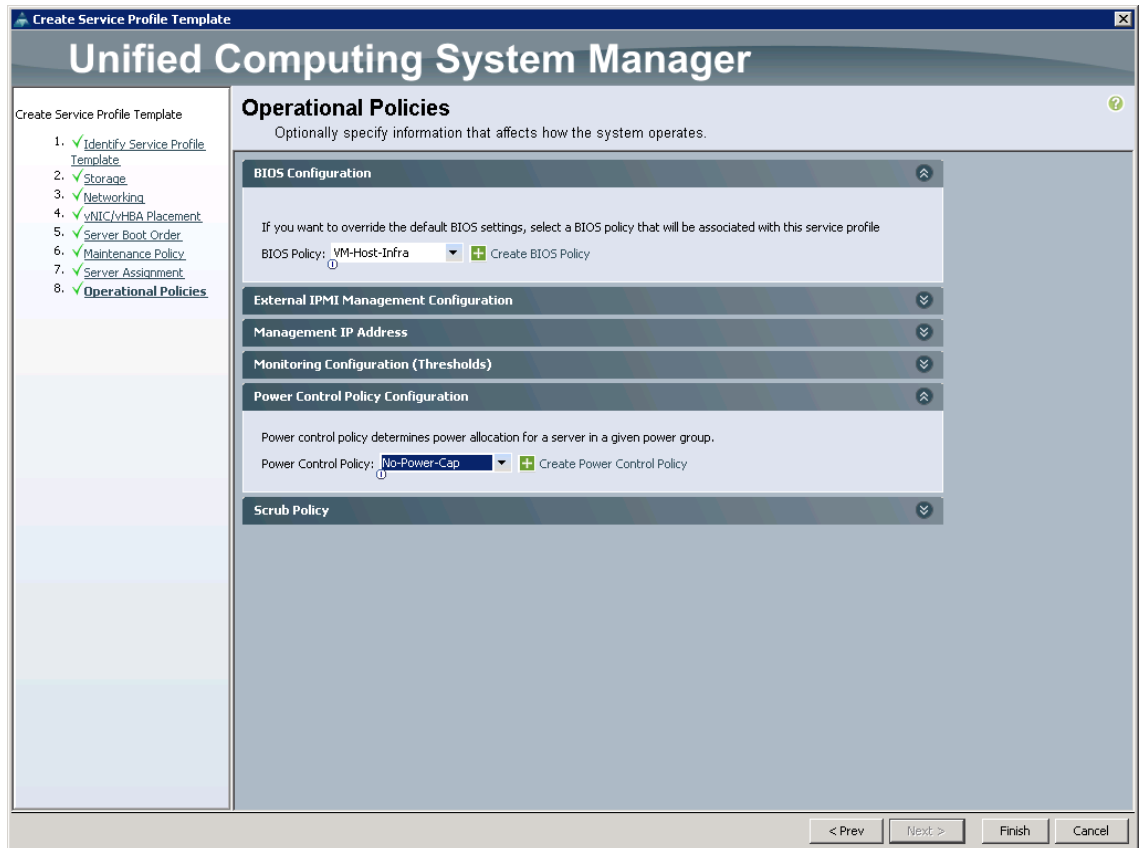 Create Service Profile Template
Unified Computing System Manager
Create Service Profile Template
1. Identify Service Profile
Template
2. Storage
3. Networking
4. vNIC/vHBA Placement
5. Server Boot Order
6. Maintenance Policy
7. Server Assignment
8. Operational Policies
Operational Policies
Optionally specify information that affects how the system operates.
BIOS Configuration
If you want to override the default BIOS settings, select a BIOS policy that will be associated with this service profile
BIOS Policy: VM-Host-Infra Create BIOS Policy
External IPMI Management Configuration
Management IP Address
Monitoring Configuration (Thresholds)
Power Control Policy Configuration
Power control policy determines power allocation for a server in a given power group.
Power Control Policy: No-Power-Cap Create Power Control Policy
Scrub Policy
< Prev Next > Finish Cancel